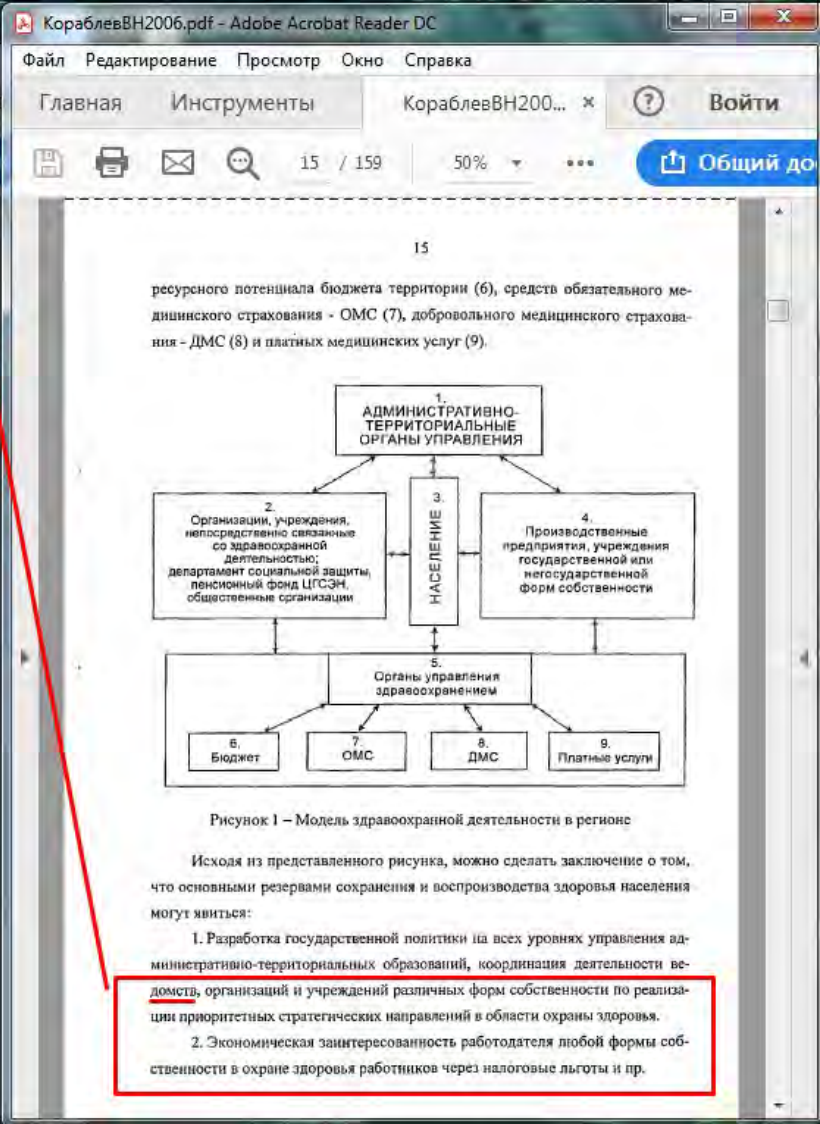 КораблевВН2006.pdf - Adobe Acrobat Reader DC
Файл Редактирование Просмотр Окно Справка
Главная Инструменты КораблевВН200... × ? Войти
15 / 159 50% ••• Общий до
15
ресурсного потенциала бюджета территории (6), средств обязательного ме-
дицинского страхования - ОМС (7), добровольного медицинского страхова-
ния - ДМС (8) и платных медицинских услуг (9).
1.
АДМИНИСТРАТИВНО-
ТЕРРИТОРИАЛЬНЫЕ
ОРГАНЫ УПРАВЛЕНИЯ
2.
Организации, учреждения,
непосредственно связанные
со здравоохранной
деятельностью;
департамент социальной защиты,
пенсионный фонд ЦГСЭН,
общественные организации
3.
НАСЕЛЕНИЕ
4.
Производственные
предприятия, учреждения
государственной или
негосударственной
форм собственности
5.
Органы управления
здравоохранением
6.
Бюджет
7.
ОМС
8.
ДМС
9.
Платные услуги
Рисунок 1 – Модель здравоохранной деятельности в регионе
Исходя из представленного рисунка, можно сделать заключение о том,
что основными резервами сохранения и воспроизводства здоровья населения
могут явиться:
1. Разработка государственной политики на всех уровнях управления ад-
министративно-территориальных образований, координация деятельности ве-
домств, организаций и учреждений различных форм собственности по реализа-
ции приоритетных стратегических направлений в области охраны здоровья.
2. Экономическая заинтересованность работодателя любой формы соб-
ственности в охране здоровья работников через налоговые льготы и пр.